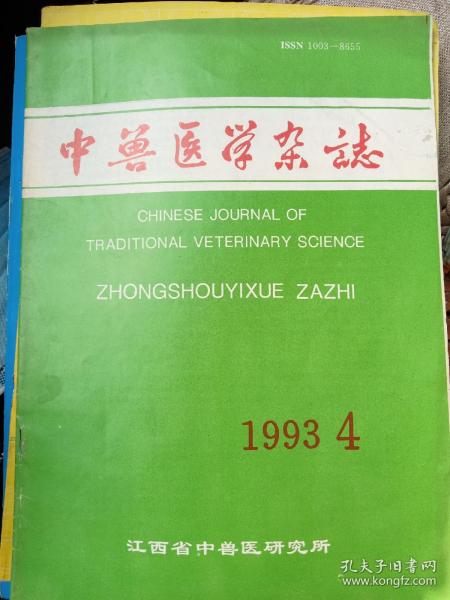 ISSN 1003-8655
中兽医学杂誌
CHINESE JOURNAL OF
TRADITIONAL VETERINARY SCIENCE
ZHONGSHOUYIXUE ZAZHI
1993 4
江西省中兽医研究所
孔夫子旧书网
www.kongfz.com